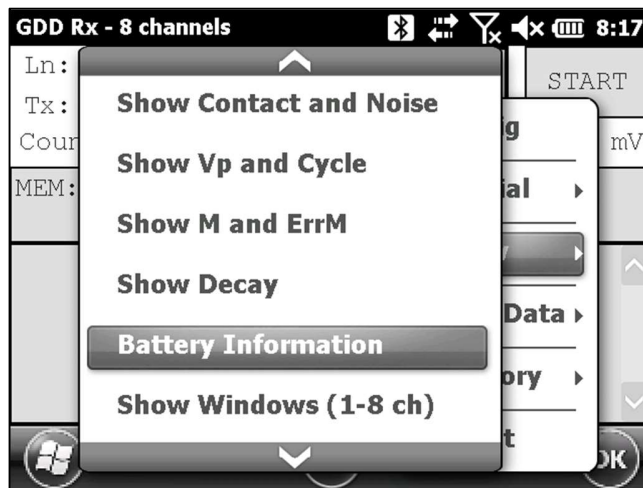 GDD Rx - 8 channels 8:17
Ln:
START
Tx:
mV
MEM:
Show Contact and Noise
Show Vp and Cycle
Show M and ErrM
Show Decay
Battery Information
Show Windows (1-8 ch)
Data